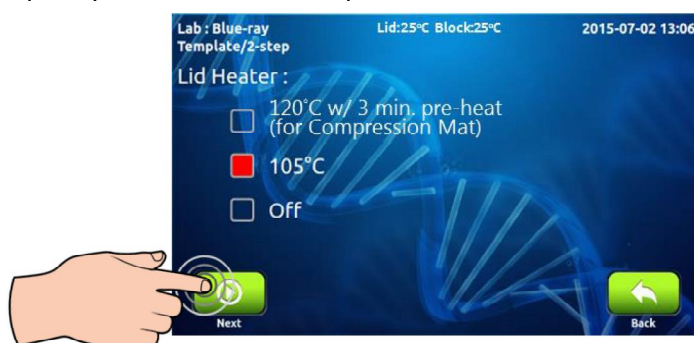 Lab : Blue-ray
Template/2-step
Lid:25°C Block:25°C
2015-07-02 13:06
Lid Heater :
120°C w/ 3 min. pre-heat
(for Compression Mat)
105°C
Off
Next
Back